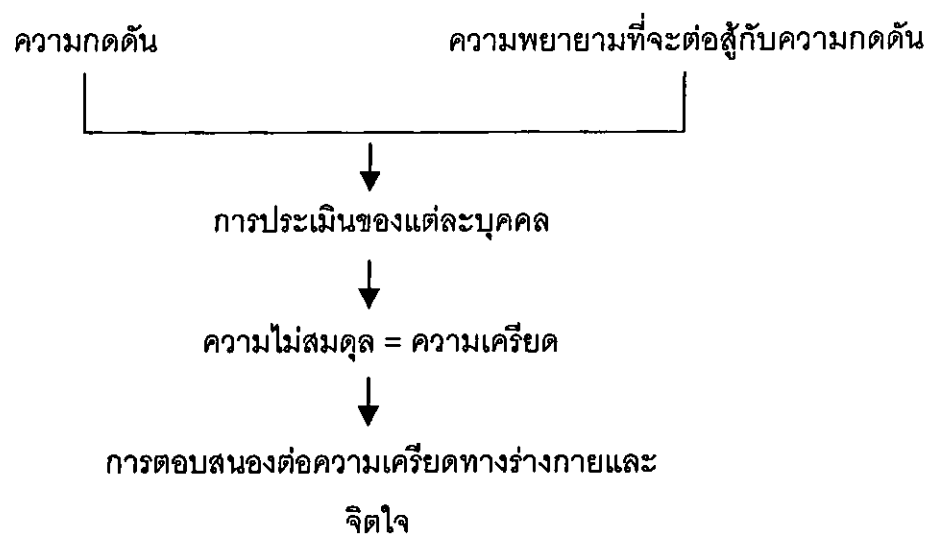 ความกดดัน ความพยายามที่จะต่อสู้กับความกดดัน
การประเมินของแต่ละบุคคล
ความไม่สมดุล = ความเครียด
การตอบสนองต่อความเครียดทางร่างกายและ
จิตใจ